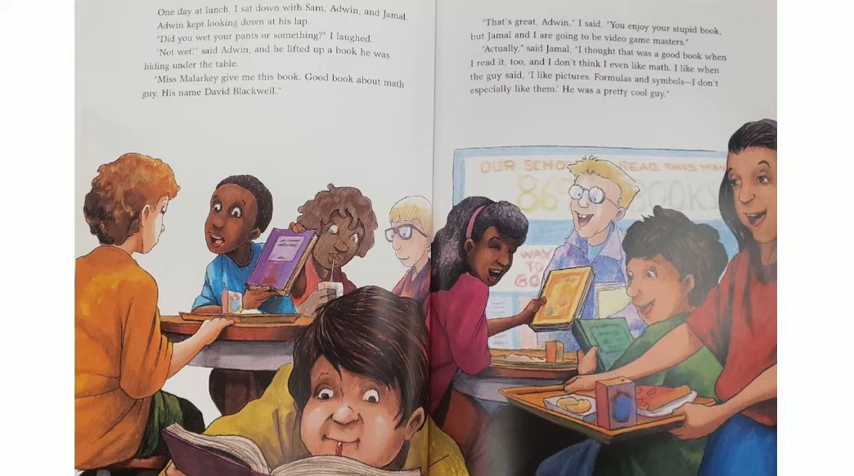 One day at lunch, I sat down with Sam, Adwin, and Jamal.
Adwin kept looking down at his lap.
"Did you wet your pants or something?" I laughed.
"Not wet!" said Adwin, and he lifted up a book he was
hiding under the table.
"Miss Malarkey give me this book. Good book about math
guy. His name David Blackwell."
"That's great, Adwin," I said. "You enjoy your stupid book,
but Jamal and I are going to be video game masters."
"Actually," said Jamal, "I thought that was a good book when
I read it, too, and I don't think I even like math. I like when
the guy said, 'I like pictures. Formulas and symbols—I don't
especially like them.' He was a pretty cool guy."
OUR SCHO READ THIS MAN
86 BOOKS
WAY
TO
GO